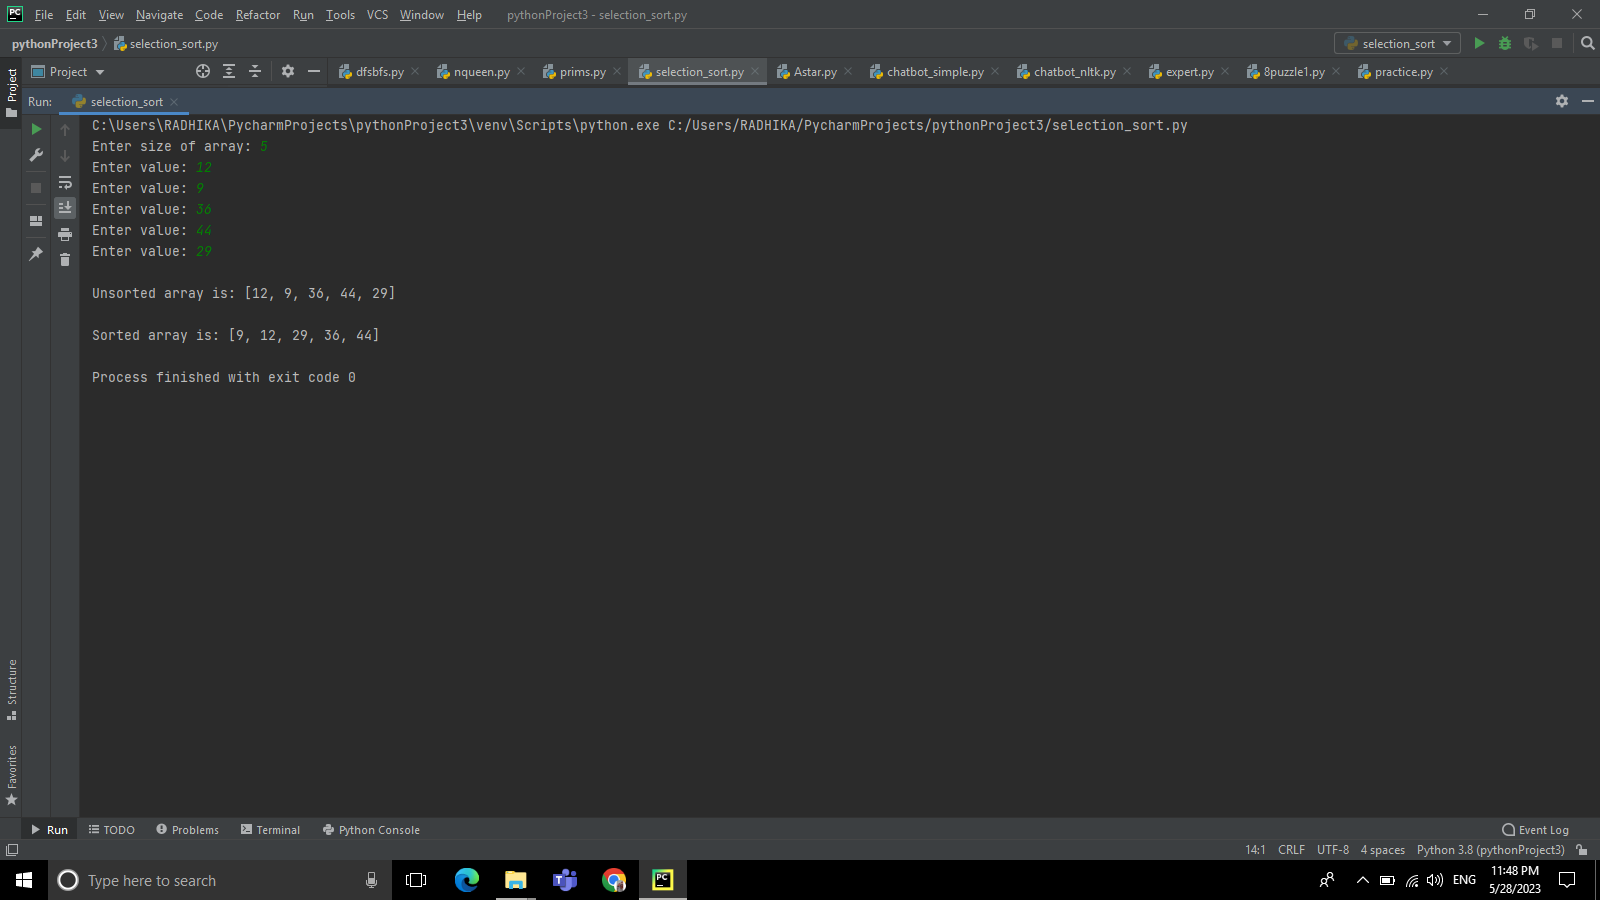 PC File Edit View Navigate Code Refactor Run Tools VCS Window Help pythonProject3 - selection_sort.py
pythonProject3 selection_sort.py selection_sort
Project Project dfsbfs.py nqueen.py prims.py selection_sort.py Astar.py chatbot_simple.py chatbot_nltk.py expert.py 8puzzle1.py practice.py
Run: selection_sort
C:\Users\RADHIKA\PycharmProjects\pythonProject3\venv\Scripts\python.exe C:/Users/RADHIKA/PycharmProjects/pythonProject3/selection_sort.py
Enter size of array: 5
Enter value: 12
Enter value: 9
Enter value: 36
Enter value: 44
Enter value: 29
Unsorted array is: [12, 9, 36, 44, 29]
Sorted array is: [9, 12, 29, 36, 44]
Process finished with exit code 0
Structure
Favorites
Run TODO Problems Terminal Python Console Event Log
14:1 CRLF UTF-8 4 spaces Python 3.8 (pythonProject3)
Type here to search PC ENG 11:48 PM
5/28/2023